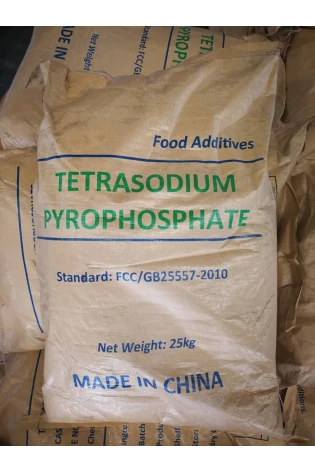 Food Additives
TETRASODIUM
PYROPHOSPHATE
Standard: FCC/GB25557-2010
Net Weight: 25kg
MADE IN CHINA